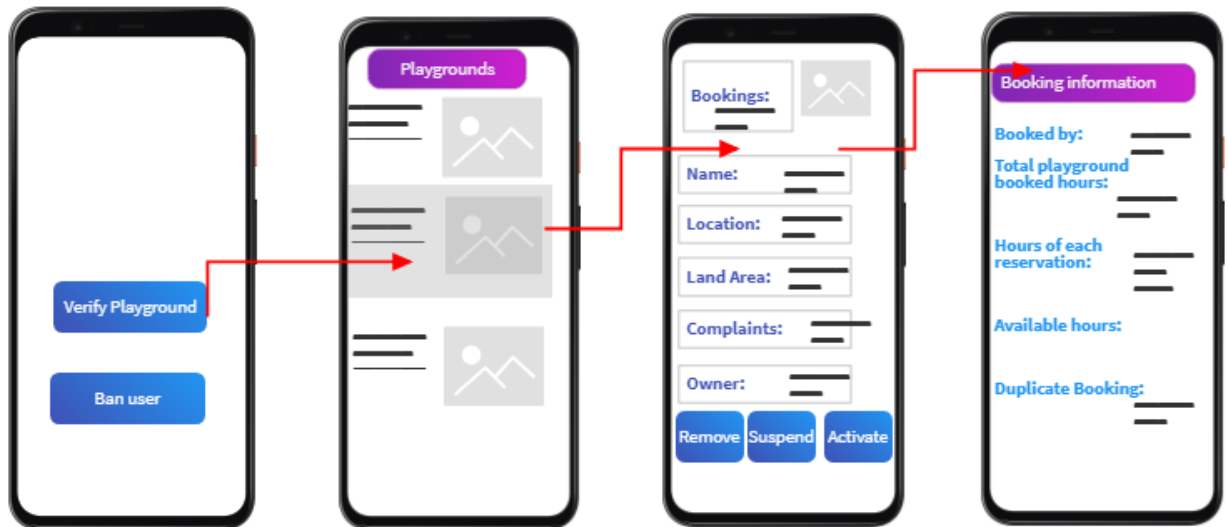 Verify Playground
Ban user
Playgrounds
Bookings:
Name:
Location:
Land Area:
Complaints:
Owner:
Remove
Suspend
Activate
Booking information
Booked by:
Total playground
booked hours:
Hours of each
reservation:
Available hours:
Duplicate Booking: